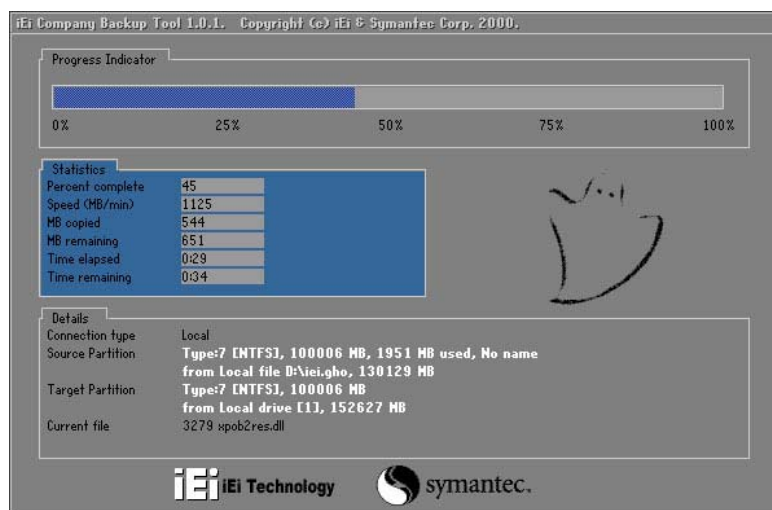 iEi Company Backup Tool 1.0.1. Copyright (c) iEi & Symantec Corp. 2000.
Progress Indicator
0% 25% 50% 75% 100%
Statistics
Percent complete 45
Speed (MB/min) 1125
MB copied 544
MB remaining 651
Time elapsed 0:29
Time remaining 0:34
Details
Connection type Local
Source Partition Type:7 [NTFS], 100006 MB, 1951 MB used, No name
from Local file D:\iei.gho, 130129 MB
Target Partition Type:7 [NTFS], 100006 MB
from Local drive [1], 152627 MB
Current file 3279 xpob2res.dll
iEi iEi Technology symantec.